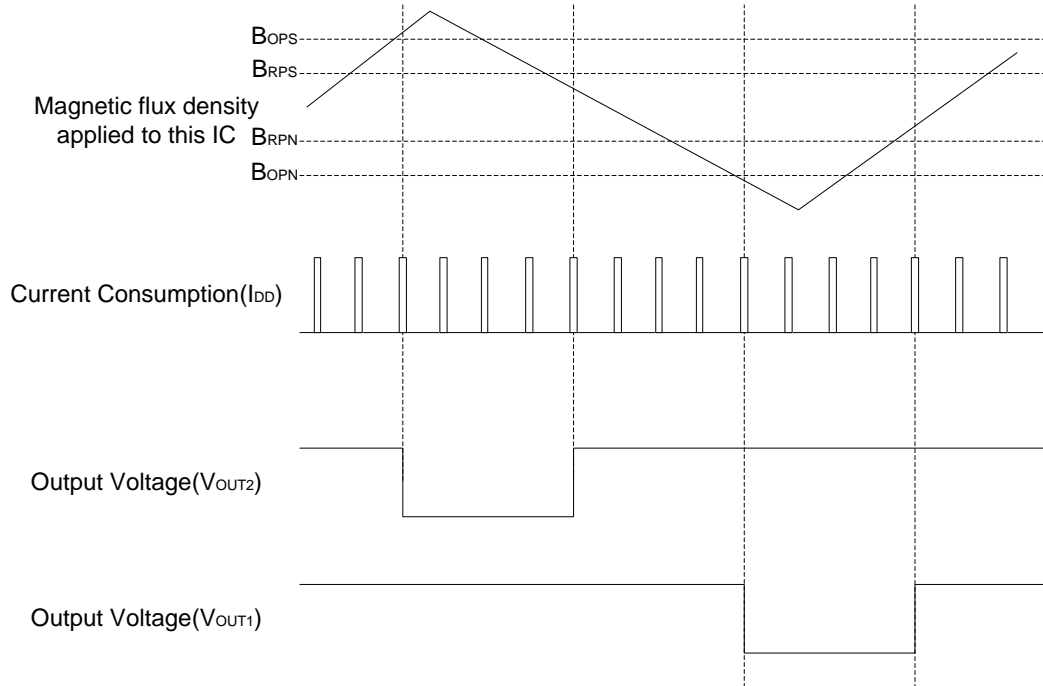 BOPS
BRPS
Magnetic flux density
applied to this IC
BRPN
BOPN
Current Consumption(IDD)
Output Voltage(VOUT2)
Output Voltage(VOUT1)